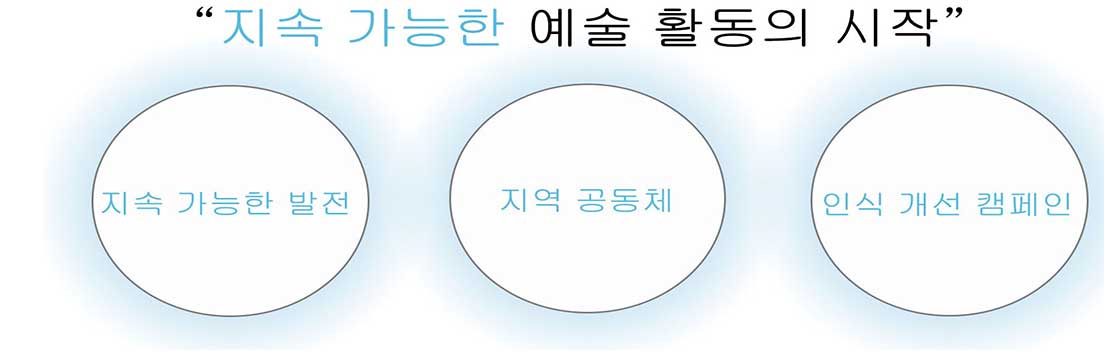 “지속 가능한 예술 활동의 시작”
지속 가능한 발전
지역 공동체
인식 개선 캠페인